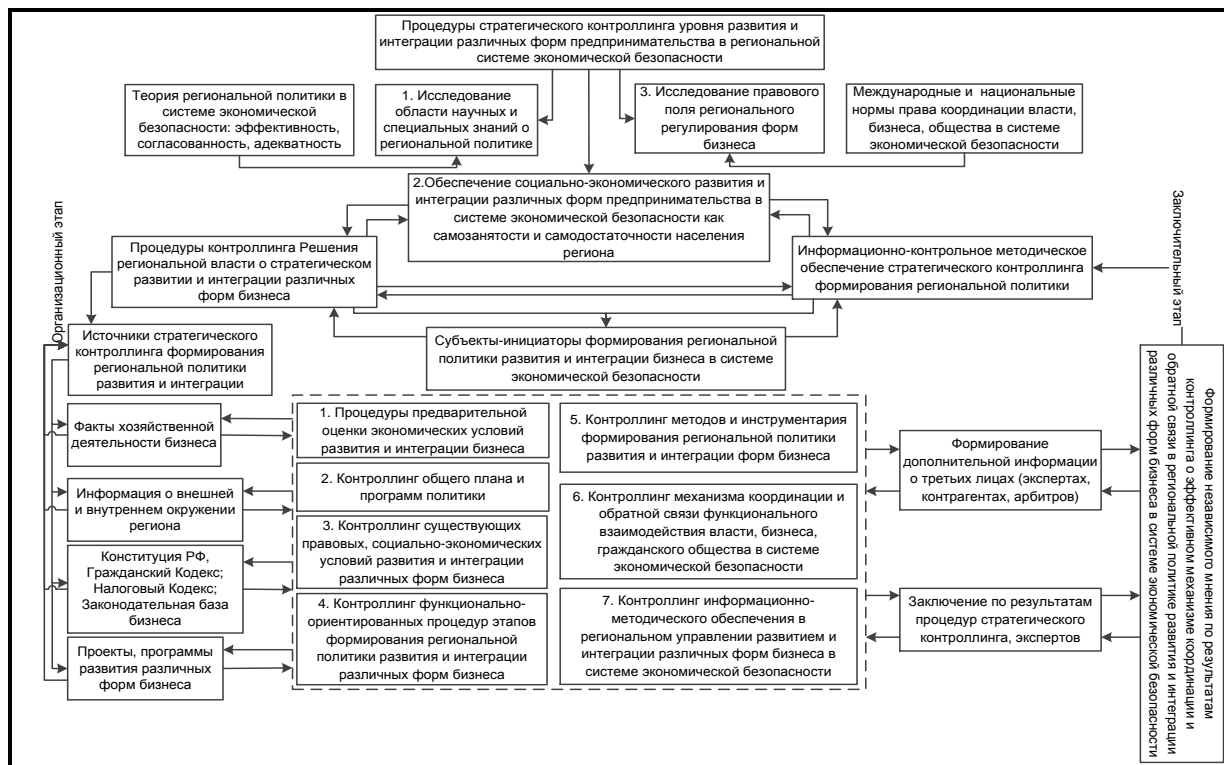 Процедуры стратегического контроллинга уровня развития и
интеграции различных форм предпринимательства в региональной
системе экономической безопасности
Теория региональной политики в
системе экономической
безопасности: эффективность,
согласованность, адекватность
1. Исследование
области научных и
специальных знаний о
региональной политике
3. Исследование правового
поля регионального
регулирования форм
бизнеса
Международные и национальные
нормы права координации власти,
бизнеса, общества в системе
экономической безопасности
2.Обеспечение социально-экономического развития и
интеграции различных форм предпринимательства в
системе экономической безопасности как
самозанятости и самодостаточности населения
региона
Организационный этап
Заключительный этап
Процедуры контроллинга Решения
региональной власти о стратегическом
развитии и интеграции различных
форм бизнеса
Информационно-контрольное методическое
обеспечение стратегического контроллинга
формирования региональной политики
Источники стратегического
контроллинга формирования
региональной политики
развития и интеграции
Субъекты-инициаторы формирования региональной
политики развития и интеграции бизнеса в системе
экономической безопасности
Факты хозяйственной
деятельности бизнеса
Информация о внешней
и внутреннем окружении
региона
Конституция РФ,
Гражданский Кодекс;
Налоговый Кодекс;
Законодательная база
бизнеса
Проекты, программы
развития различных
форм бизнеса
1. Процедуры предварительной
оценки экономических условий
развития и интеграции бизнеса
2. Контроллинг общего плана и
программ политики
3. Контроллинг существующих
правовых, социально-экономических
условий развития и интеграции
различных форм бизнеса
4. Контроллинг функционально-
ориентированных процедур этапов
формирования региональной
политики развития и интеграции
различных форм бизнеса
5. Контроллинг методов и инструментария
формирования региональной политики
развития и интеграции форм бизнеса
6. Контроллинг механизма координации и
обратной связи функционального
взаимодействия власти, бизнеса,
гражданского общества в системе
экономической безопасности
7. Контроллинг информационно-
методического обеспечения в
региональном управлении развитием и
интеграции различных форм бизнеса в
системе экономической безопасности
Формирование
дополнительной информации
о третьих лицах (экспертах,
контрагентах, арбитров)
Заключение по результатам
процедур стратегического
контроллинга, экспертов
Формирование независимого мнения по результатам
контроллинга о эффективном механизме координации и
обратной связи в региональной политике развития и интеграции
различных форм бизнеса в системе экономической безопасности